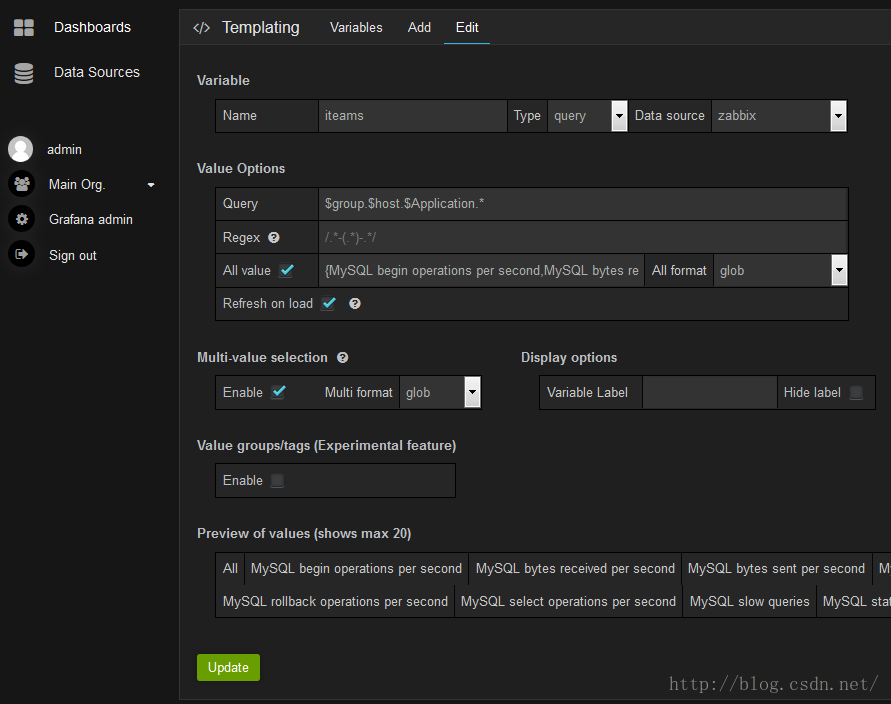 Dashboards
Data Sources
admin
Main Org.
Grafana admin
Sign out
</> Templating Variables Add Edit
Variable
Name iteams Type query Data source zabbix
Value Options
Query $group.$host.$Application.*
Regex /.*-(.*)-.*/
All value {MySQL begin operations per second,MySQL bytes re All format glob
Refresh on load
Multi-value selection Display options
Enable Multi format glob Variable Label Hide label
Value groups/tags (Experimental feature)
Enable
Preview of values (shows max 20)
All MySQL begin operations per second MySQL bytes received per second MySQL bytes sent per second
MySQL rollback operations per second MySQL select operations per second MySQL slow queries MySQL stat
Update
http://blog.csdn.net/